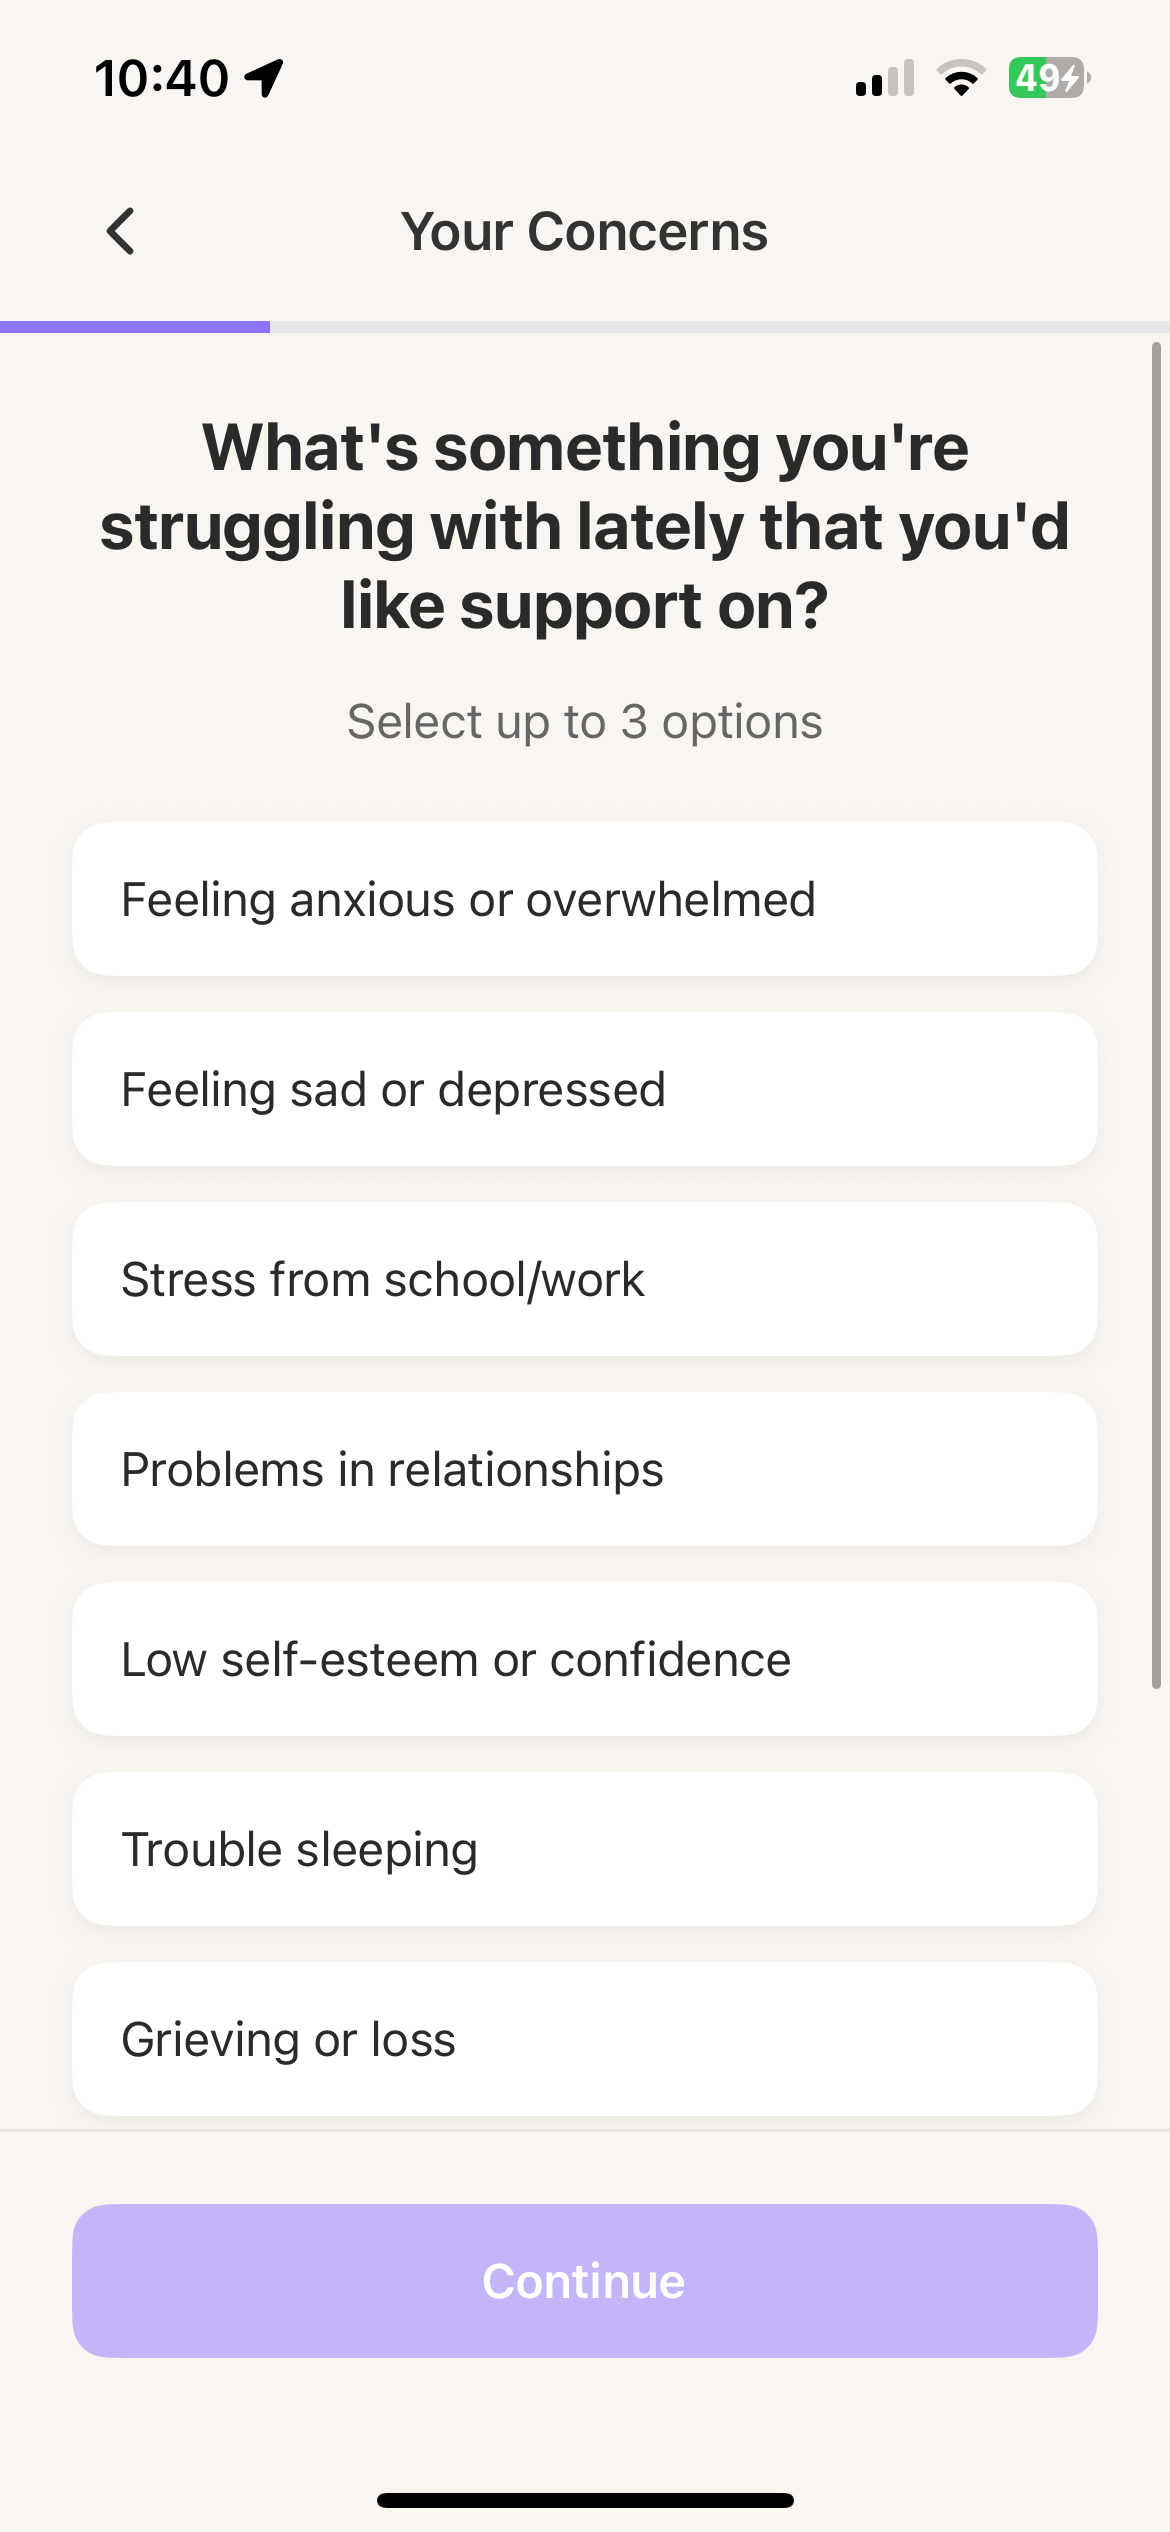 10:40
49
Your Concerns
What's something you're
struggling with lately that you'd
like support on?
Select up to 3 options
Feeling anxious or overwhelmed
Feeling sad or depressed
Stress from school/work
Problems in relationships
Low self-esteem or confidence
Trouble sleeping
Grieving or loss
Continue